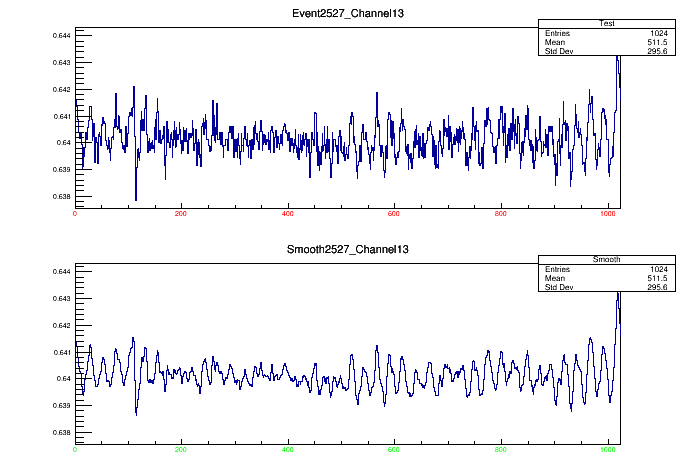 Event2527_Channel13
Test
Entries 1024
Mean 511.5
Std Dev 295.6
0.644
0.643
0.642
0.641
0.64
0.639
0.638
0 200 400 600 800 1000
Smooth2527_Channel13
Smooth
Entries 1024
Mean 511.5
Std Dev 295.6
0.644
0.643
0.642
0.641
0.64
0.639
0.638
0 200 400 600 800 1000